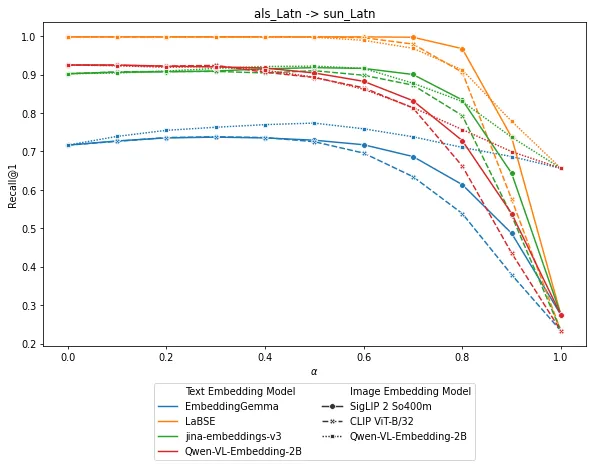 als_Latn -> sun_Latn
1.0
0.9
0.8
0.7
0.6
0.5
0.4
0.3
0.2
Recall@1
0.0 0.2 0.4 0.6 0.8 1.0
α
Text Embedding Model Image Embedding Model
EmbeddingGemma SigLIP 2 So400m
LaBSE CLIP ViT-B/32
jina-embeddings-v3 Qwen-VL-Embedding-2B
Qwen-VL-Embedding-2B